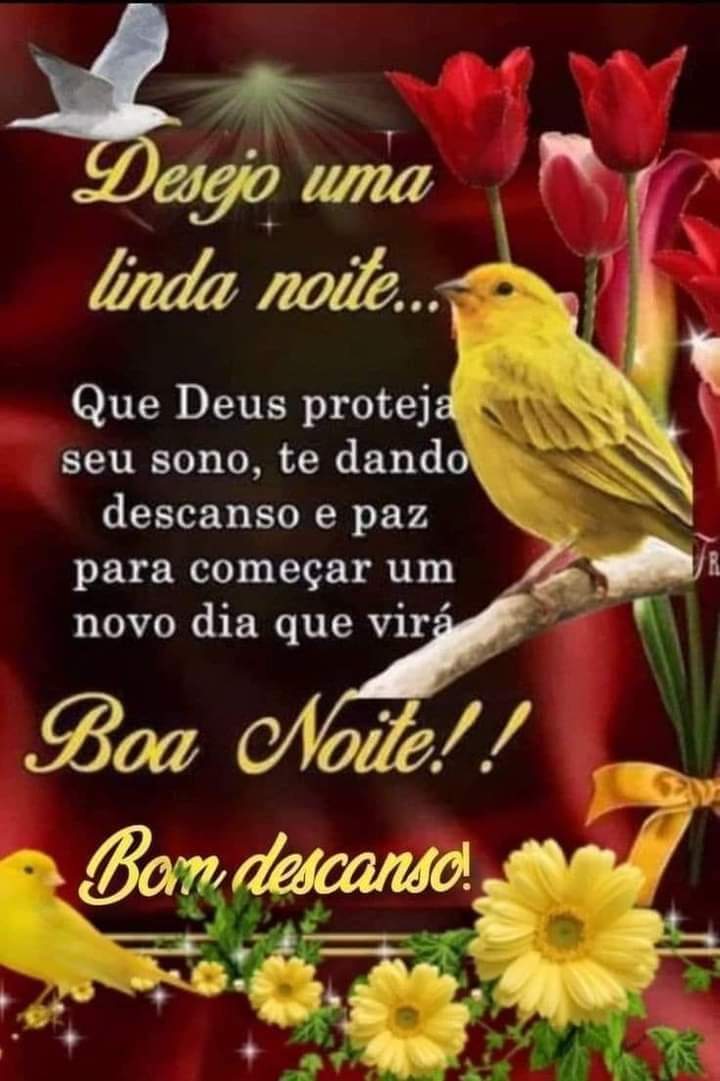 Desejo uma
linda noite...
Que Deus proteja
seu sono, te dando
descanso e paz
para começar um
novo dia que virá
Boa Noite!!
Bom descanso!